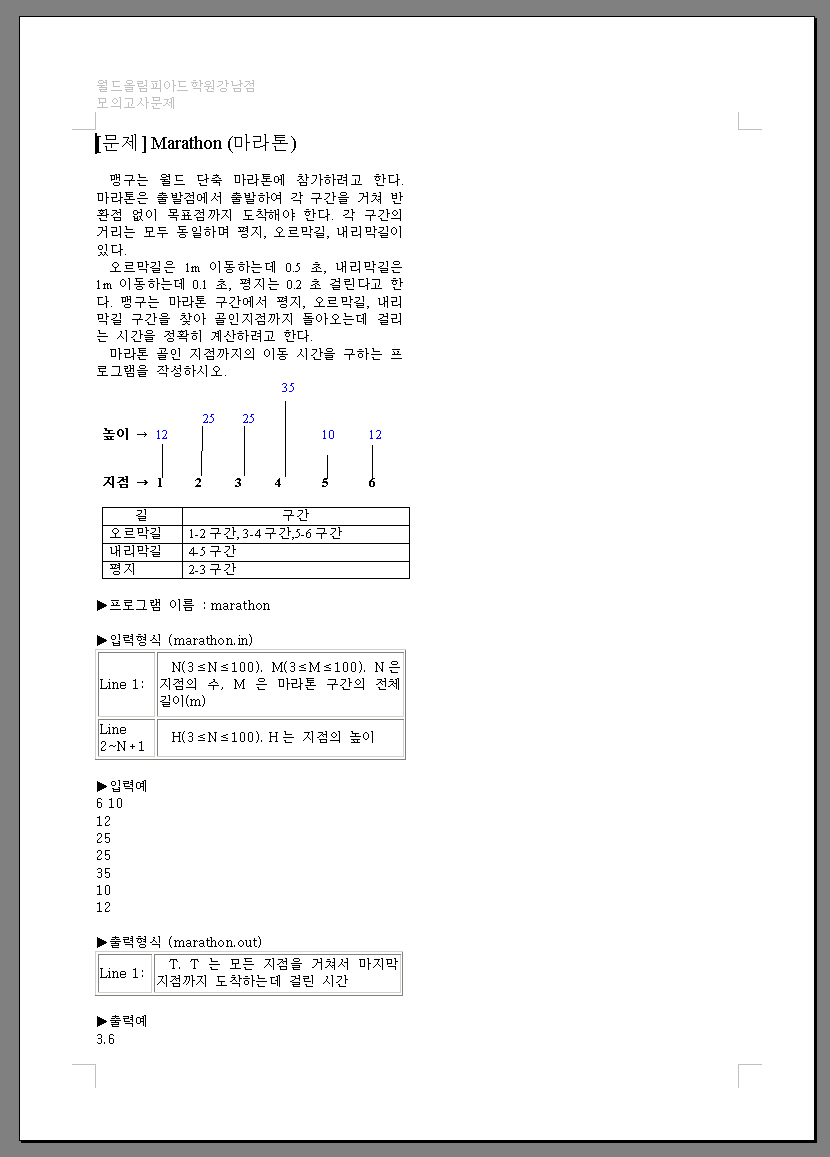 월드올림피아드학원강남점
모의고사문제
[문제] Marathon (마라톤)
맹구는 월드 단축 마라톤에 참가하려고 한다.
마라톤은 출발점에서 출발하여 각 구간을 거쳐 반
환점 없이 목표점까지 도착해야 한다. 각 구간의
거리는 모두 동일하며 평지, 오르막길, 내리막길이
있다.
오르막길은 1m 이동하는데 0.5 초, 내리막길은
1m 이동하는데 0.1 초, 평지는 0.2 초 걸린다고 한
다. 맹구는 마라톤 구간에서 평지, 오르막길, 내리
막길 구간을 찾아 골인지점까지 돌아오는데 걸리
는 시간을 정확히 계산하려고 한다.
마라톤 골인 지점까지의 이동 시간을 구하는 프
로그램을 작성하시오.
35
25 25
높이 → 12 10 12
지점 → 1 2 3 4 5 6
길 구간
오르막길 1-2 구간, 3-4 구간,5-6 구간
내리막길 4-5 구간
평지 2-3 구간
▶프로그램 이름 : marathon
▶입력형식 (marathon.in)
Line 1: N(3≤N≤100). M(3≤M≤100). N 은
지점의 수, M 은 마라톤 구간의 전체
길이(m)
Line
2~N+1 H(3≤N≤100). H 는 지점의 높이
▶입력예
6 10
12
25
25
35
10
12
▶출력형식 (marathon.out)
Line 1: T. T 는 모든 지점을 거쳐서 마지막
지점까지 도착하는데 걸린 시간
▶출력예
3.6